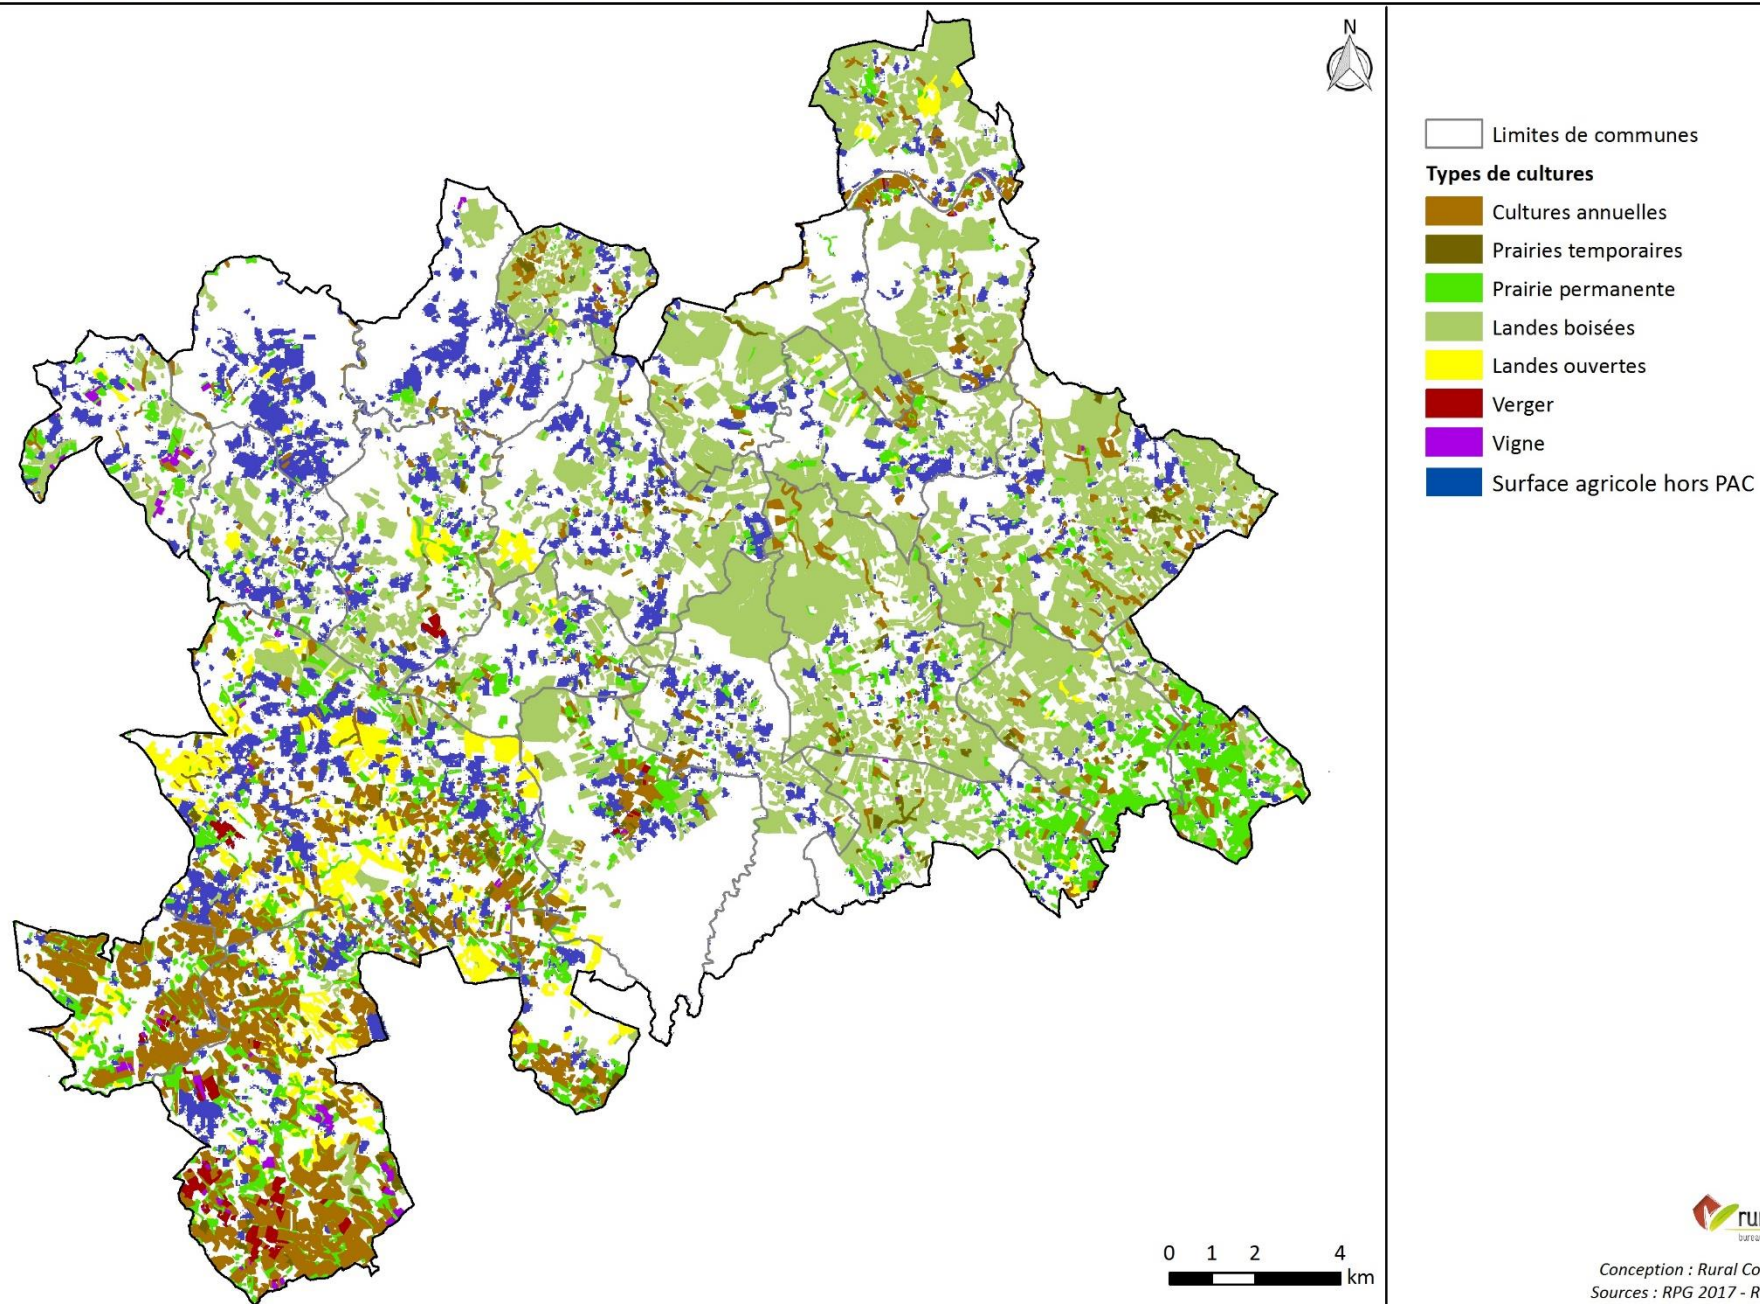 N
Limites de communes
Types de cultures
Cultures annuelles
Prairies temporaires
Prairie permanente
Landes boisées
Landes ouvertes
Verger
Vigne
Surface agricole hors PAC
0 1 2 4
km
Conception : Rural
Sources : RPG 2017 -